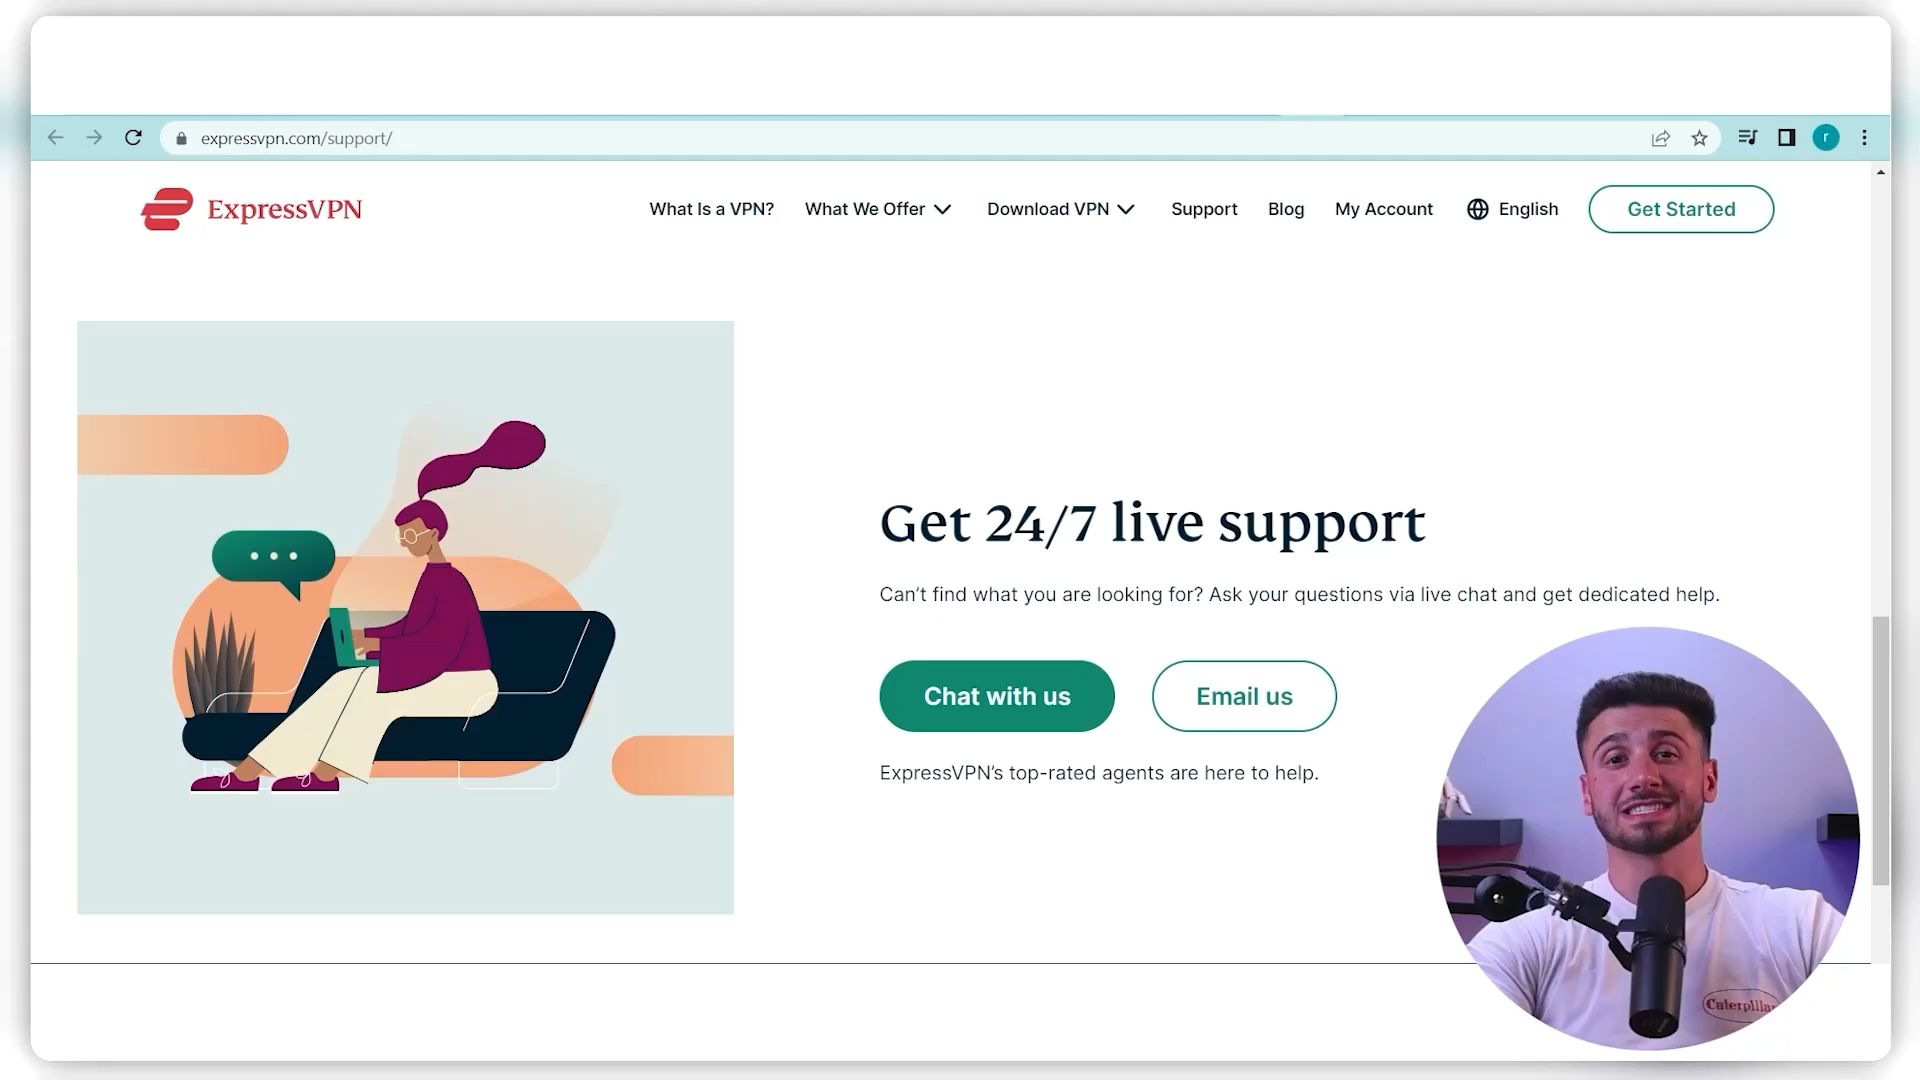 expressvpn.com/support/
r
ExpressVPN
What Is a VPN?
What We Offer
Download VPN
Support
Blog
My Account
English
Get Started
Get 24/7 live support
Can’t find what you are looking for? Ask your questions via live chat and get dedicated help.
Chat with us
Email us
ExpressVPN’s top-rated agents are here to help.